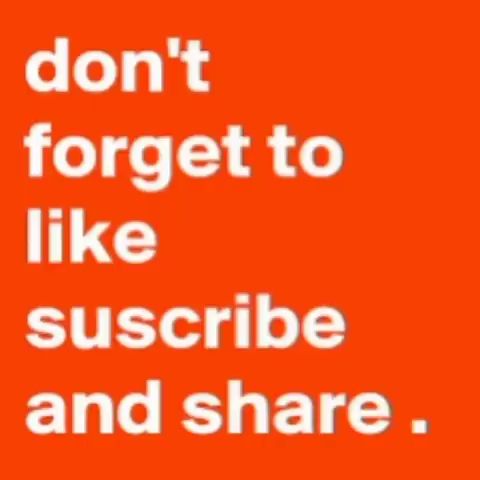 don't
forget to
like
suscribe
and share .